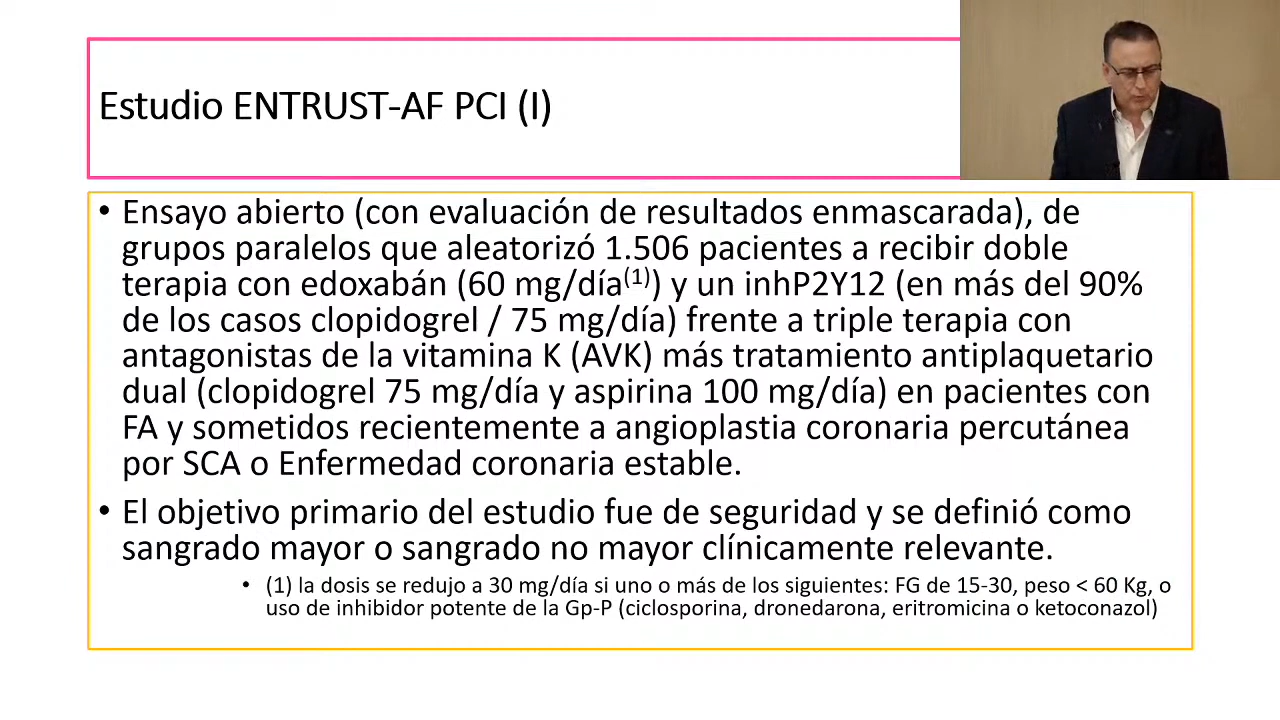 Estudio ENTRUST-AF PCI (I)
• Ensayo abierto (con evaluación de resultados enmascarada), de
grupos paralelos que aleatorizó 1.506 pacientes a recibir doble
terapia con edoxabán (60 mg/día(1)) y un inhP2Y12 (en más del 90%
de los casos clopidogrel / 75 mg/día) frente a triple terapia con
antagonistas de la vitamina K (AVK) más tratamiento antiplaquetario
dual (clopidogrel 75 mg/día y aspirina 100 mg/día) en pacientes con
FA y sometidos recientemente a angioplastia coronaria percutánea
por SCA o Enfermedad coronaria estable.
• El objetivo primario del estudio fue de seguridad y se definió como
sangrado mayor o sangrado no mayor clínicamente relevante.
• (1) la dosis se redujo a 30 mg/día si uno o más de los siguientes: FG de 15-30, peso < 60 Kg, o
uso de inhibidor potente de la Gp-P (ciclosporina, dronedarona, eritromicina o ketoconazol)